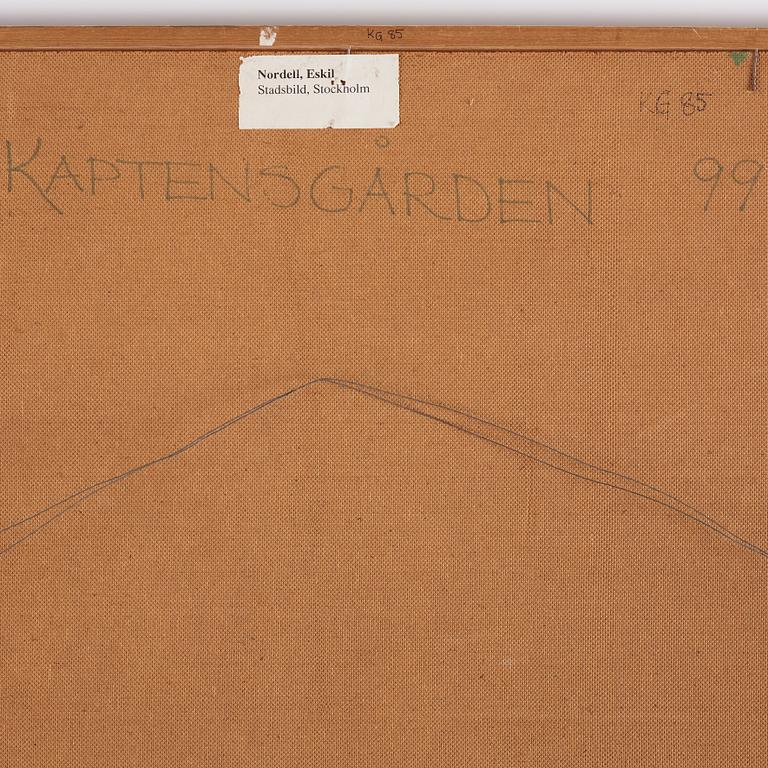 KG 85
Nordell, Eskil
Stadsbild, Stockholm
KG 85
KAPTENSGÅRDEN 99